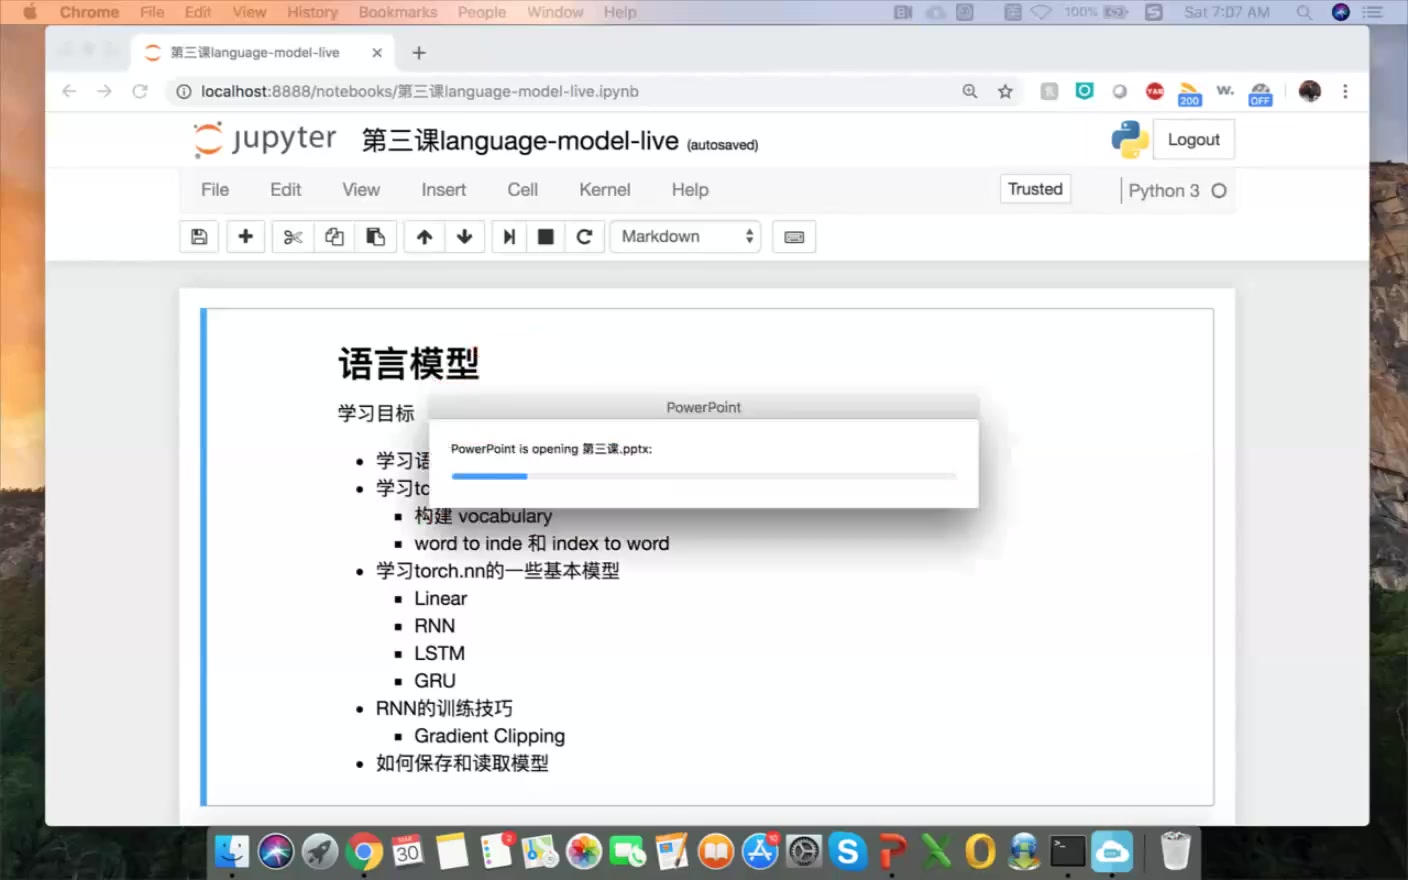 Chrome File Edit View History Bookmarks People Window Help 100% Sat 7:07 AM
第三课language-model-live
localhost:8888/notebooks/第三课language-model-live.ipynb
YAB 200 w. OFF
jupyter 第三课language-model-live (autosaved)
Logout
File Edit View Insert Cell Kernel Help Trusted Python 3
Markdown
语言模型
学习目标
PowerPoint
PowerPoint is opening 第三课.pptx:
学习语
学习to
构建 vocabulary
word to inde 和 index to word
学习torch.nn的一些基本模型
Linear
RNN
LSTM
GRU
RNN的训练技巧
Gradient Clipping
如何保存和读取模型
30 2 10